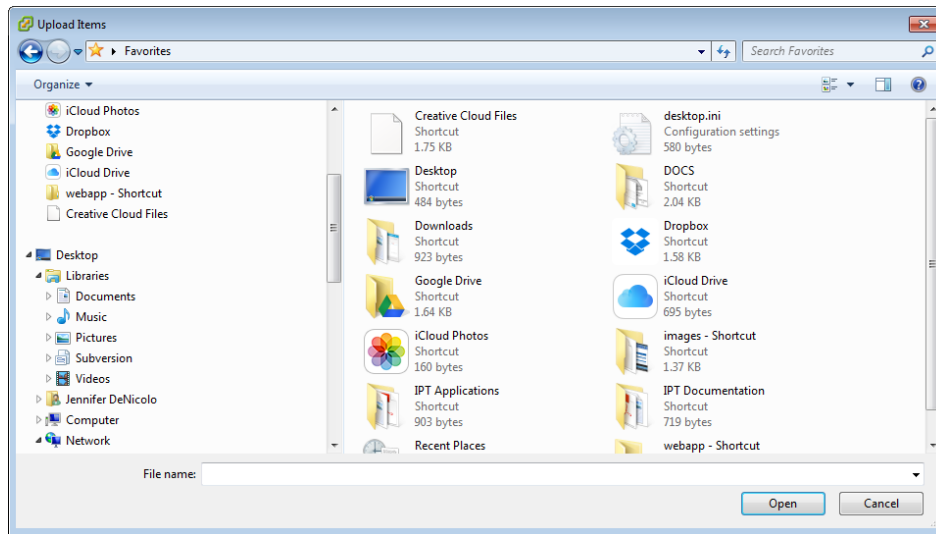 Upload Items
Favorites
Search Favorites
Organize
iCloud Photos
Dropbox
Google Drive
iCloud Drive
webapp - Shortcut
Creative Cloud Files
Desktop
Libraries
Documents
Music
Pictures
Subversion
Videos
Jennifer DeNicolo
Computer
Network
Creative Cloud Files
Shortcut
1.75 KB
desktop.ini
Configuration settings
580 bytes
Desktop
Shortcut
484 bytes
DOCS
Shortcut
2.04 KB
Downloads
Shortcut
923 bytes
Dropbox
Shortcut
1.58 KB
Google Drive
Shortcut
1.64 KB
iCloud Drive
Shortcut
695 bytes
iCloud Photos
Shortcut
160 bytes
images - Shortcut
Shortcut
1.37 KB
IPT Applications
Shortcut
903 bytes
IPT Documentation
Shortcut
719 bytes
Recent Places
webapp - Shortcut
File name:
Open
Cancel